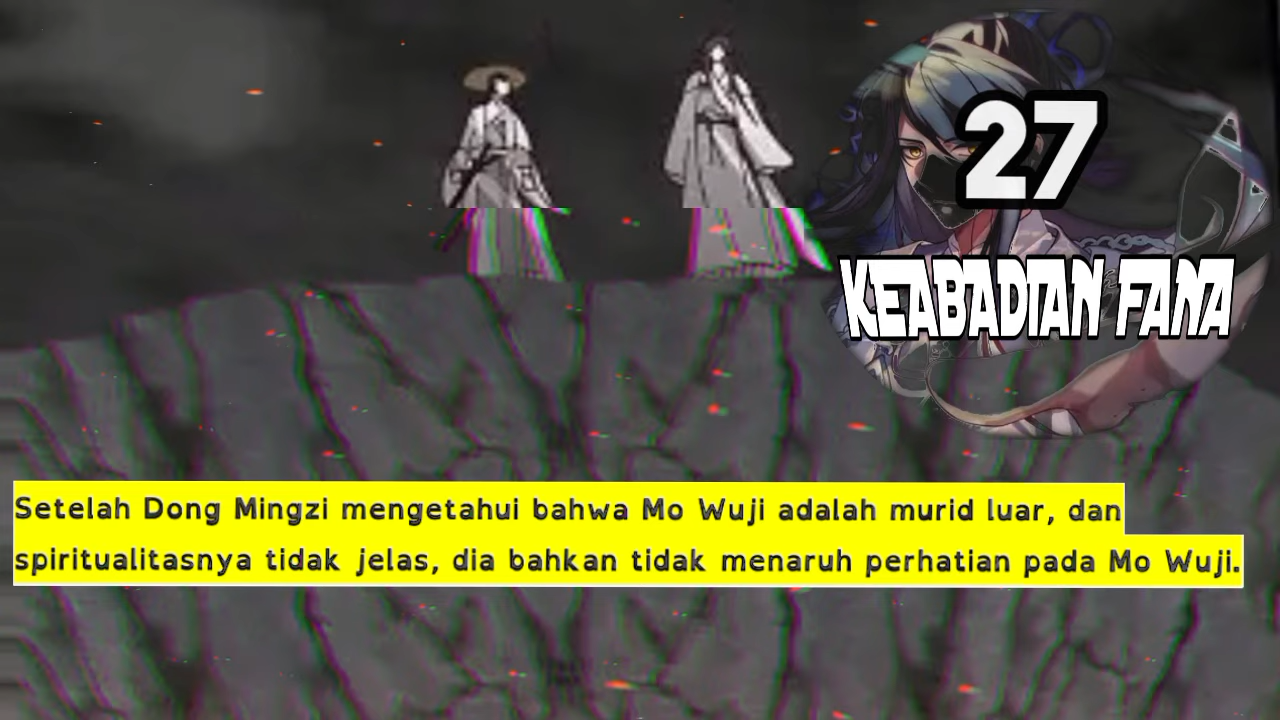 27
KEABADIAN FANA
Setelah Dong Mingzi mengetahui bahwa Mo Wuji adalah murid luar, dan
spiritualitasnya tidak jelas, dia bahkan tidak menaruh perhatian pada Mo Wuji.